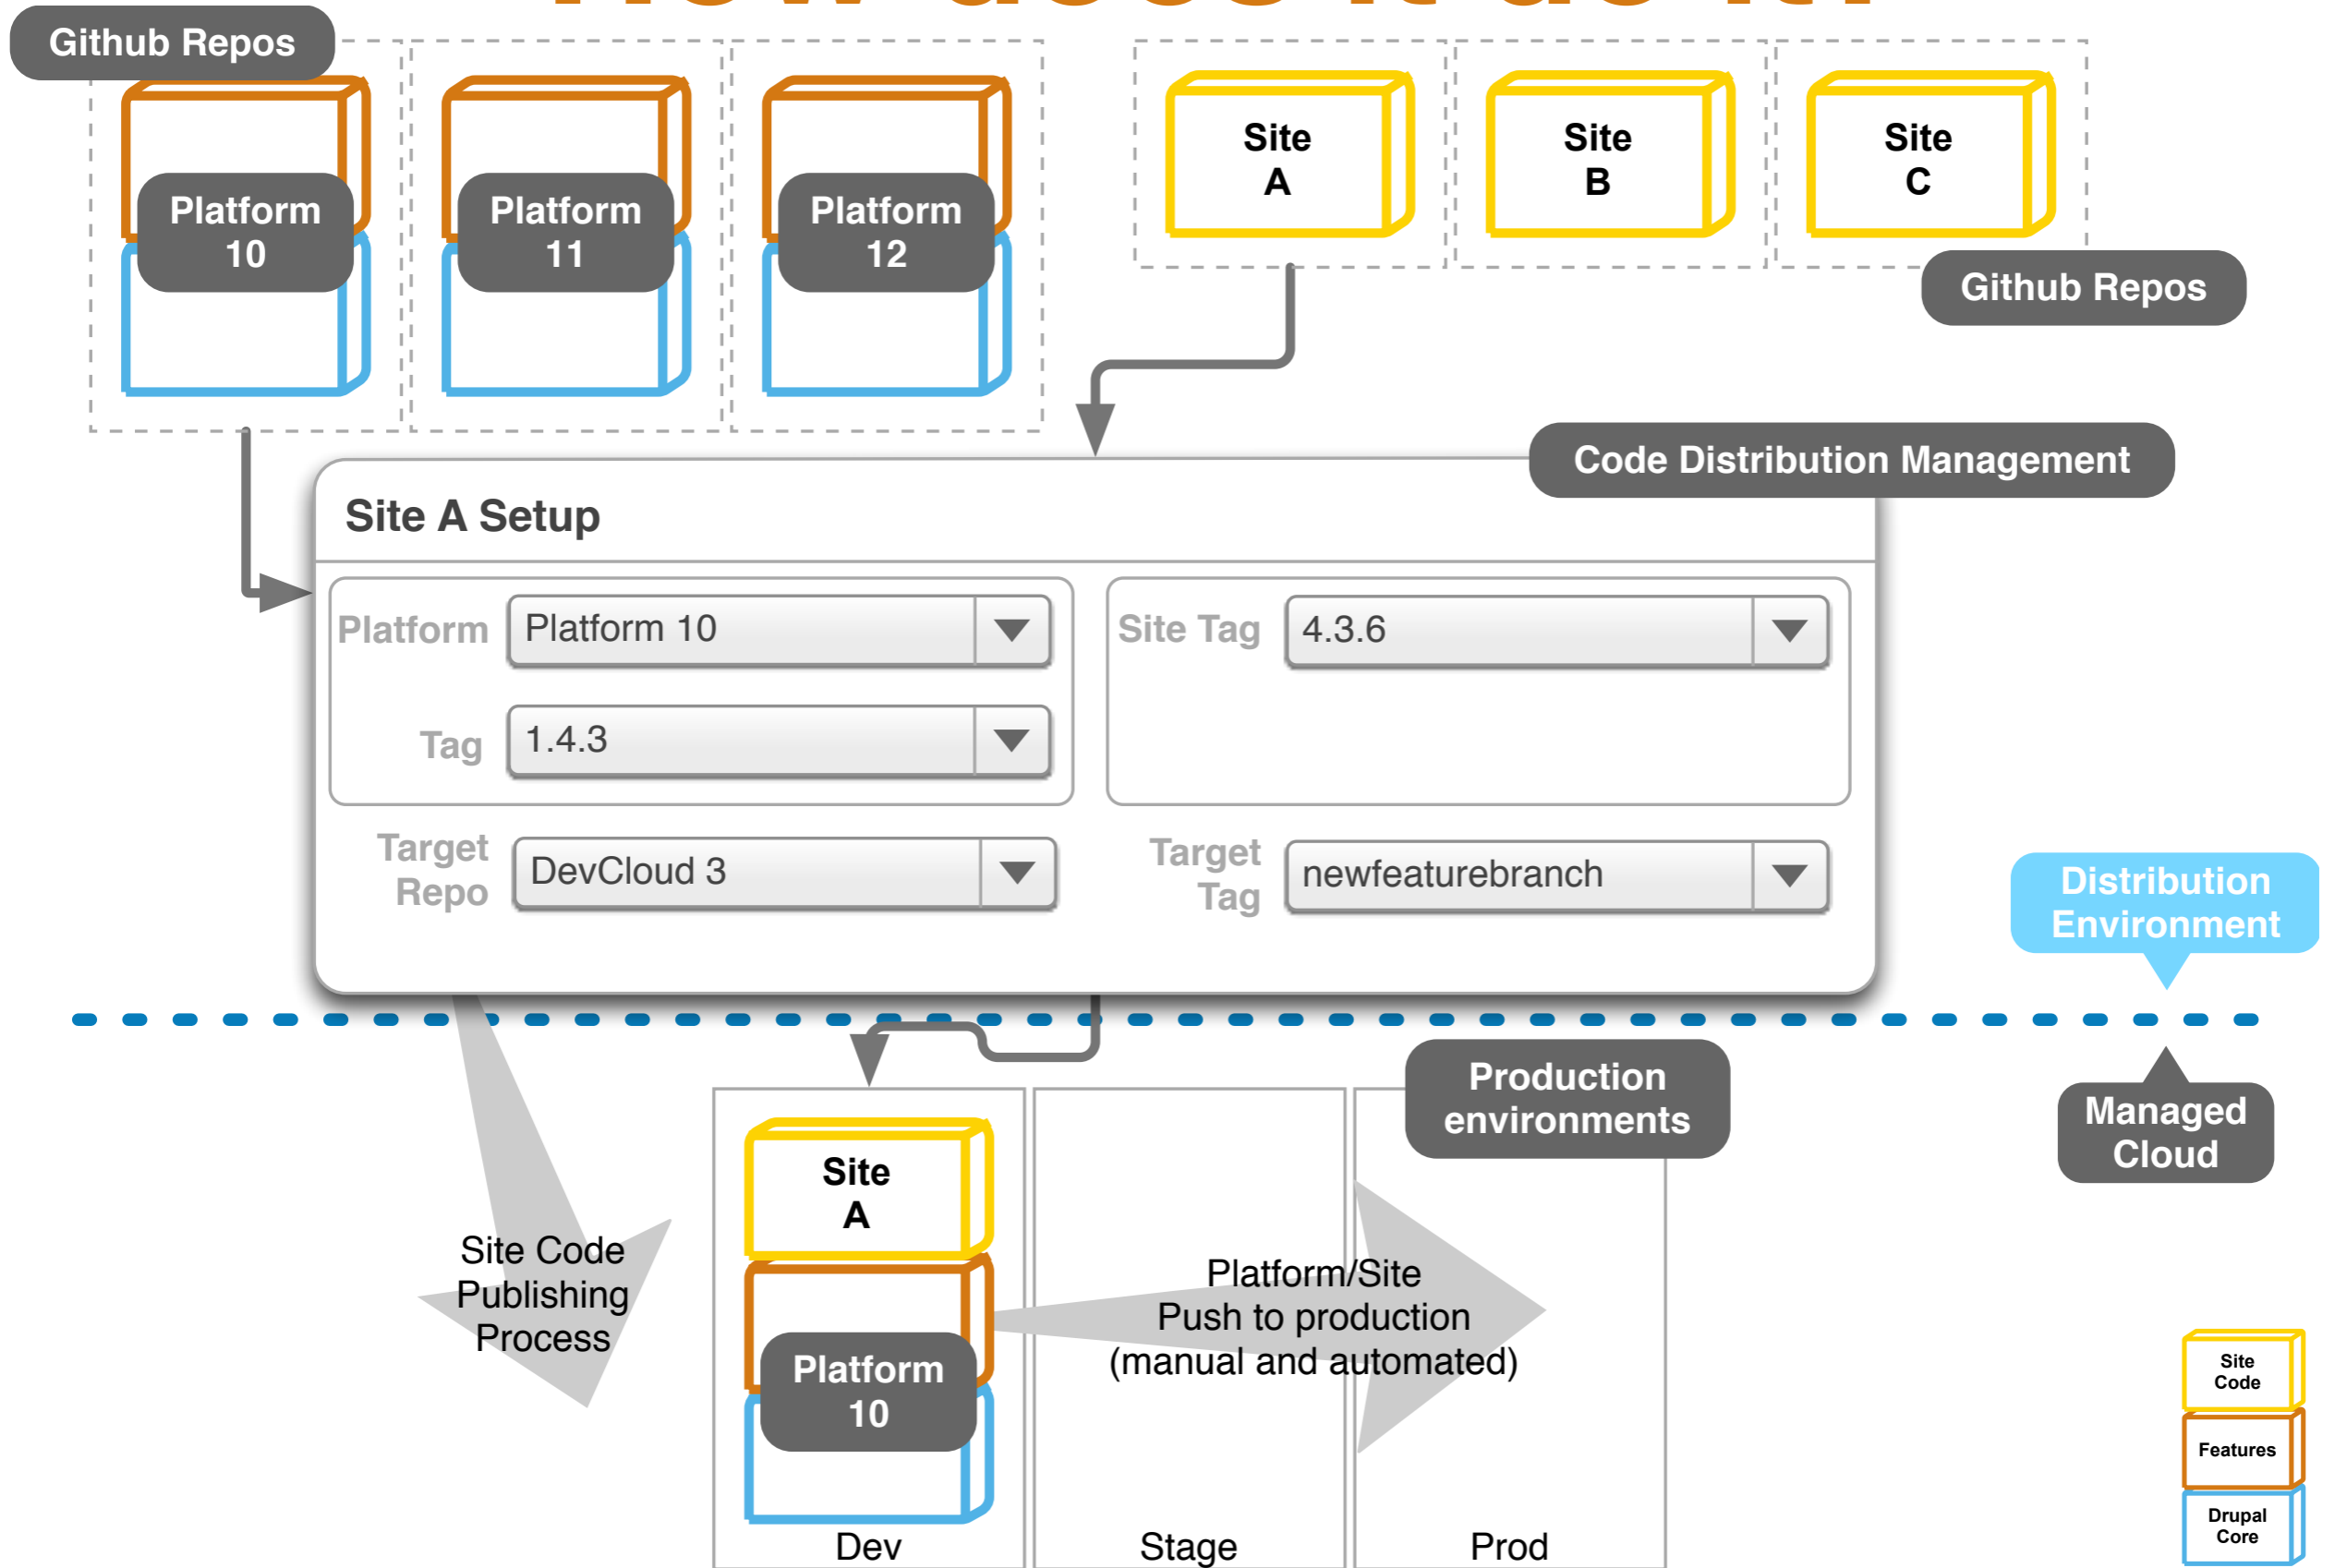 Github Repos
Platform
10
Platform
11
Platform
12
Site
A
Site
B
Site
C
Github Repos
Code Distribution Management
Site A Setup
Platform
Platform 10
Site Tag
4.3.6
Tag
1.4.3
Target
Repo
DevCloud 3
Target
Tag
newfeaturebranch
Distribution
Environment
Production
environments
Managed
Cloud
Site
A
Site Code
Publishing
Process
Platform/Site
Push to production
(manual and automated)
Platform
10
Site
Code
Features
Drupal
Core
Dev
Stage
Prod